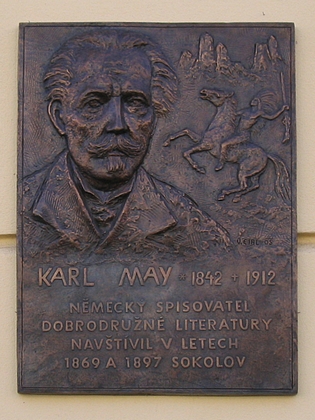 KARL MAY * 1842 + 1912
NĚMECKÝ SPISOVATEL
DOBRODRUŽNÉ LITERATURY
NAVŠTÍVIL V LETECH
1869 A 1897 SOKOLOV